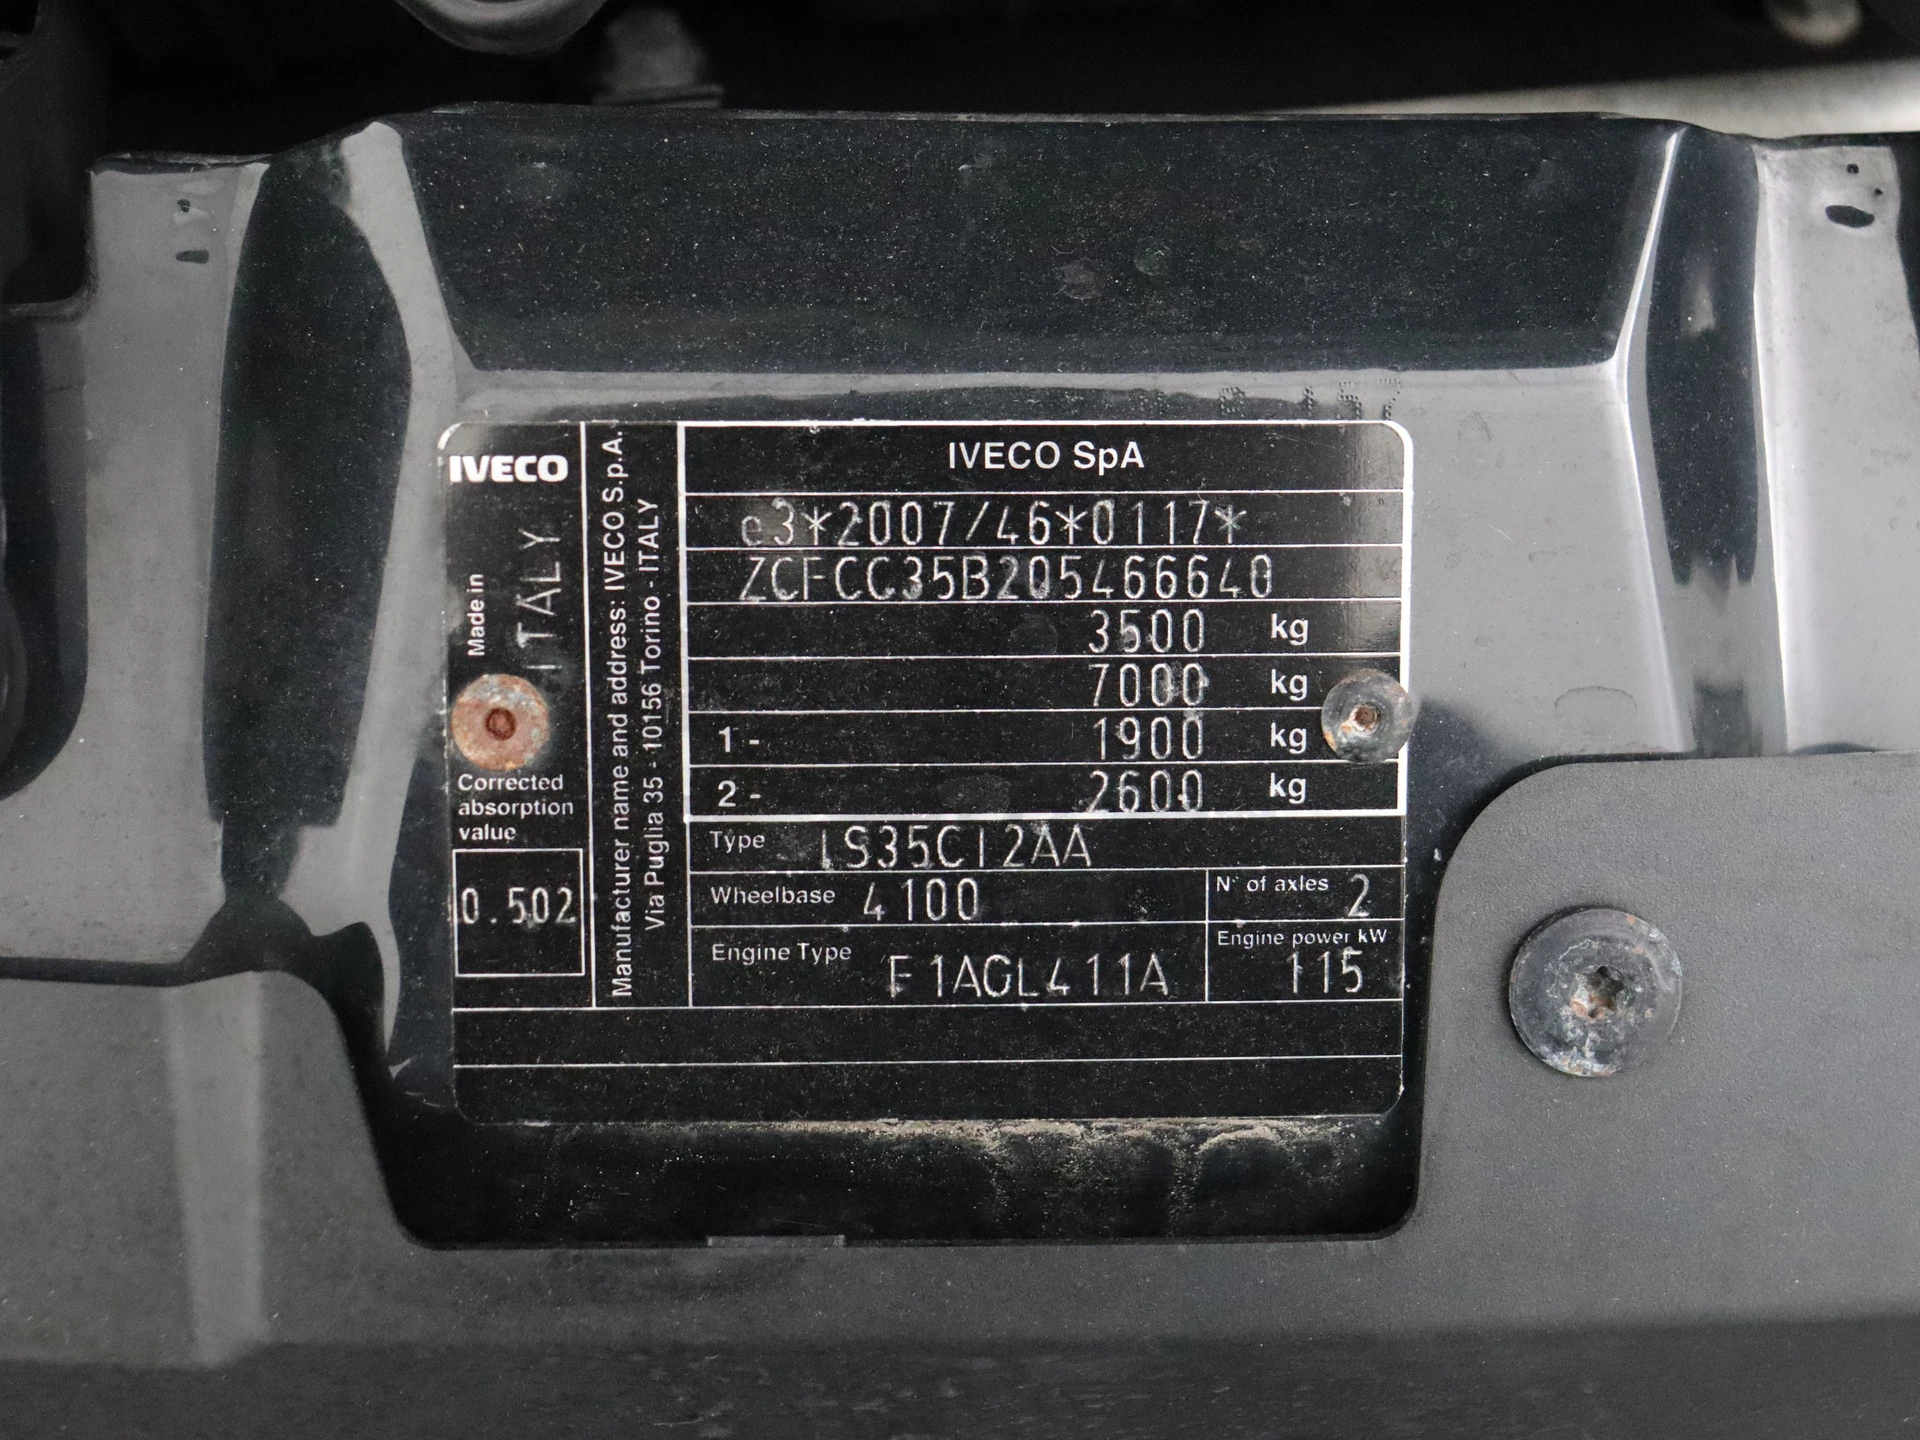 IVECO
Made in
ITALY
Corrected
absorption
value
0.502
Manufacturer name and address: IVECO S.p.A.
Via Puglia 35 - 10156 Torino - ITALY
IVECO SpA
e3*2007/46*0117*
ZCFCC35B205466640
3500 kg
7000 kg
1 - 1900 kg
2 - 2600 kg
Type IS35CI2AA
Wheelbase 4100 N° of axles 2
Engine Type F1AGL411A Engine power kW 115